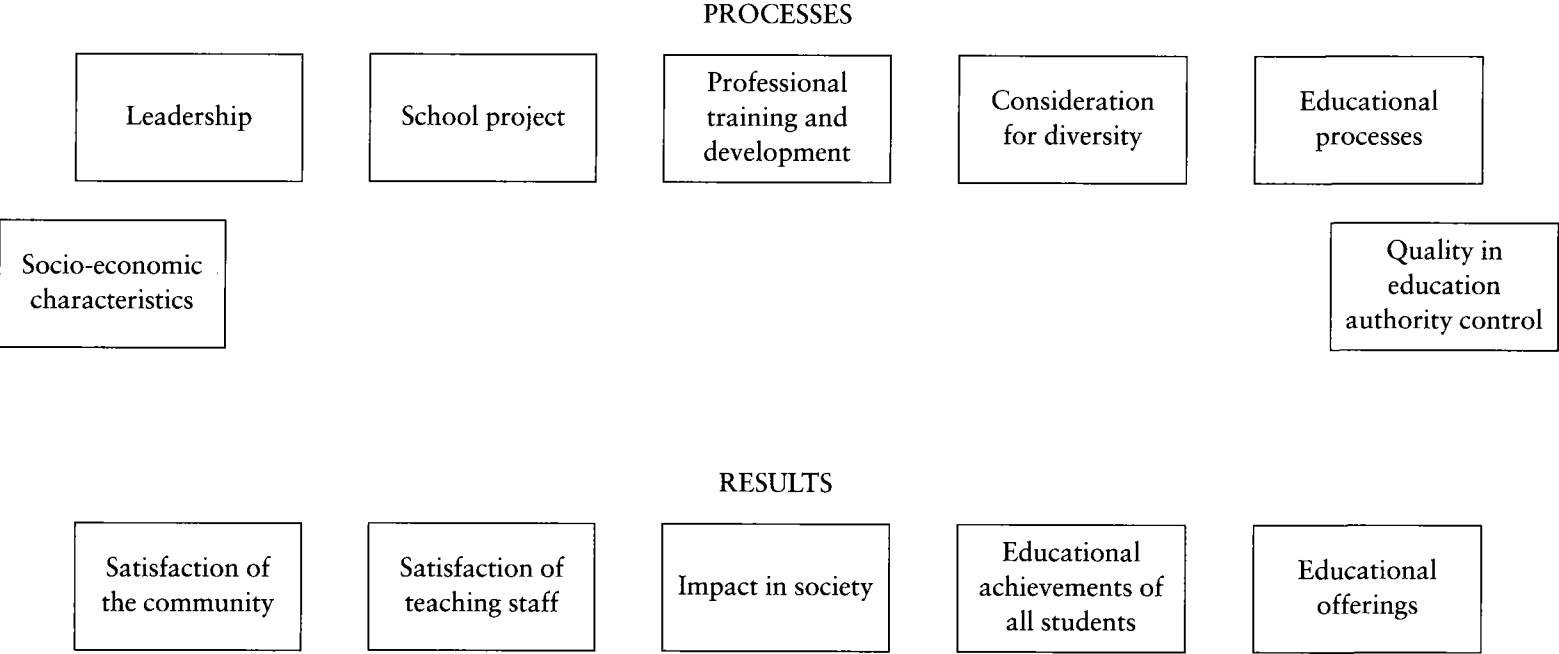 PROCESSES
Leadership
School project
Professional
training and
development
Consideration
for diversity
Educational
processes
Socio-economic
characteristics
Quality in
education
authority control
RESULTS
Satisfaction of
the community
Satisfaction of
teaching staff
Impact in society
Educational
achievements of
all students
Educational
offerings